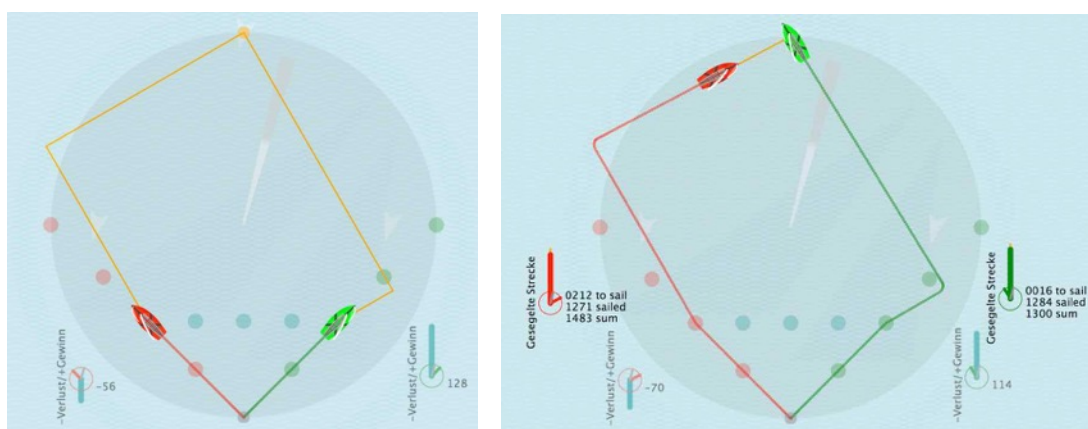 -Verlust/+Gewinn
-56
-Verlust/+Gewinn
128
Gesegelte Strecke
0212 to sail
1271 sailed
1483 sum
-Verlust/+Gewinn
-70
Gesegelte Strecke
0016 to sail
1284 sailed
1300 sum
-Verlust/+Gewinn
114